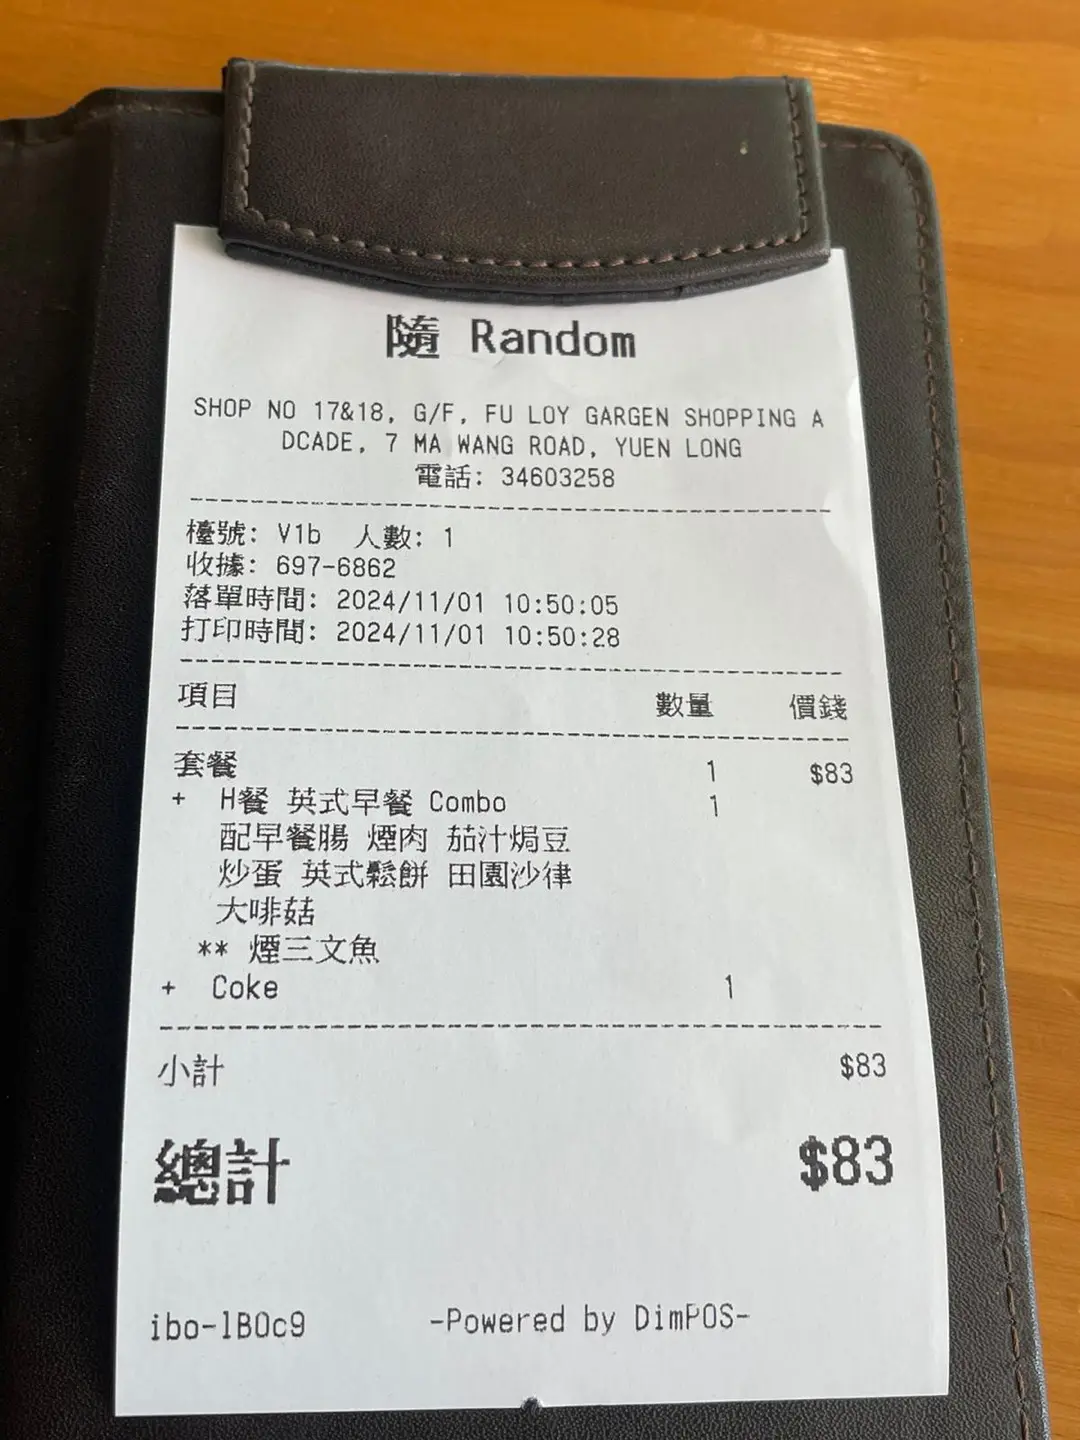 隨 Random
SHOP NO 17&18, G/F, FU LOY GARGEN SHOPPING A
DCADE, 7 MA WANG ROAD, YUEN LONG
電話: 34603258
檯號: V1b 人數: 1
收據: 697-6862
落單時間: 2024/11/01 10:50:05
打印時間: 2024/11/01 10:50:28
項目 數量 價錢
套餐 1 $83
+ H餐 英式早餐 Combo 1
配早餐腸 煙肉 茄汁焗豆
炒蛋 英式鬆餅 田園沙律
大啡菇
** 煙三文魚
+ Coke 1
小計 $83
總計 $83
ibo-1B0c9 -Powered by DimPOS-